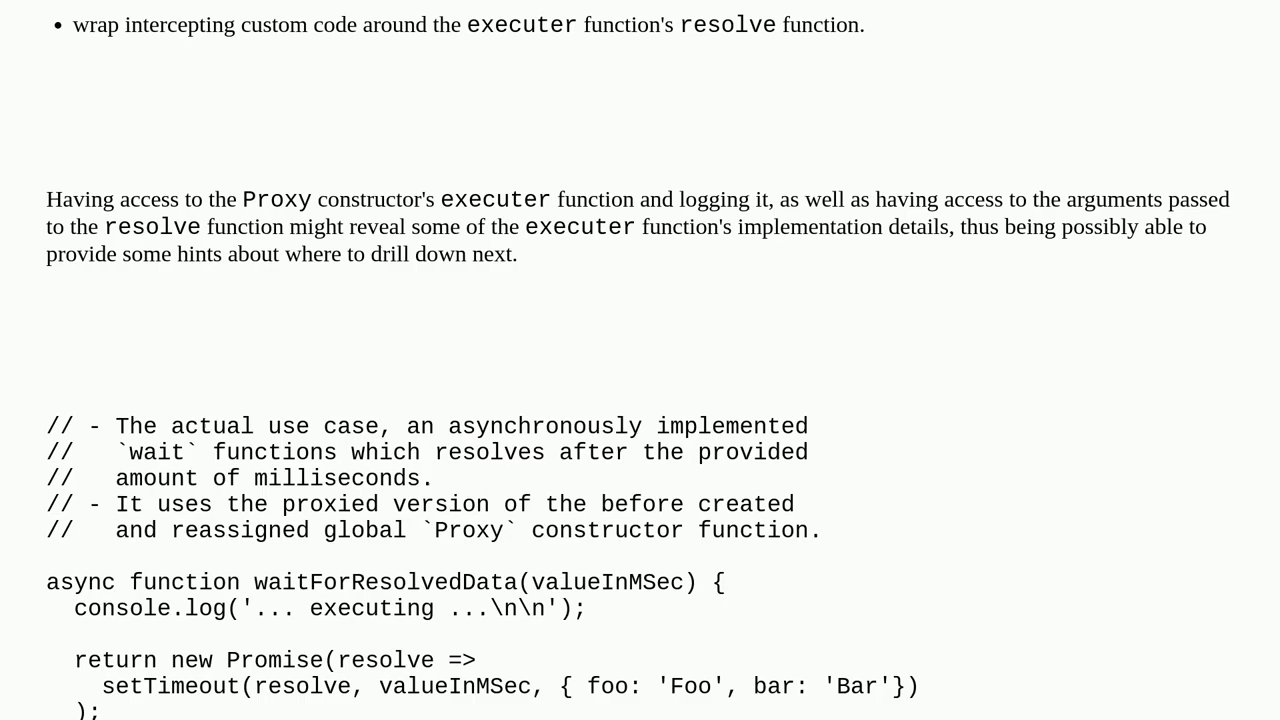 • wrap intercepting custom code around the executer function's resolve function.
Having access to the Proxy constructor's executer function and logging it, as well as having access to the arguments passed
to the resolve function might reveal some of the executer function's implementation details, thus being possibly able to
provide some hints about where to drill down next.
// - The actual use case, an asynchronously implemented
//   `wait` functions which resolves after the provided
//   amount of milliseconds.
// - It uses the proxied version of the before created
//   and reassigned global `Proxy` constructor function.
async function waitForResolvedData(valueInMSec) {
  console.log('... executing ...\n\n');
  return new Promise(resolve =>
    setTimeout(resolve, valueInMSec, { foo: 'Foo', bar: 'Bar'})
  );